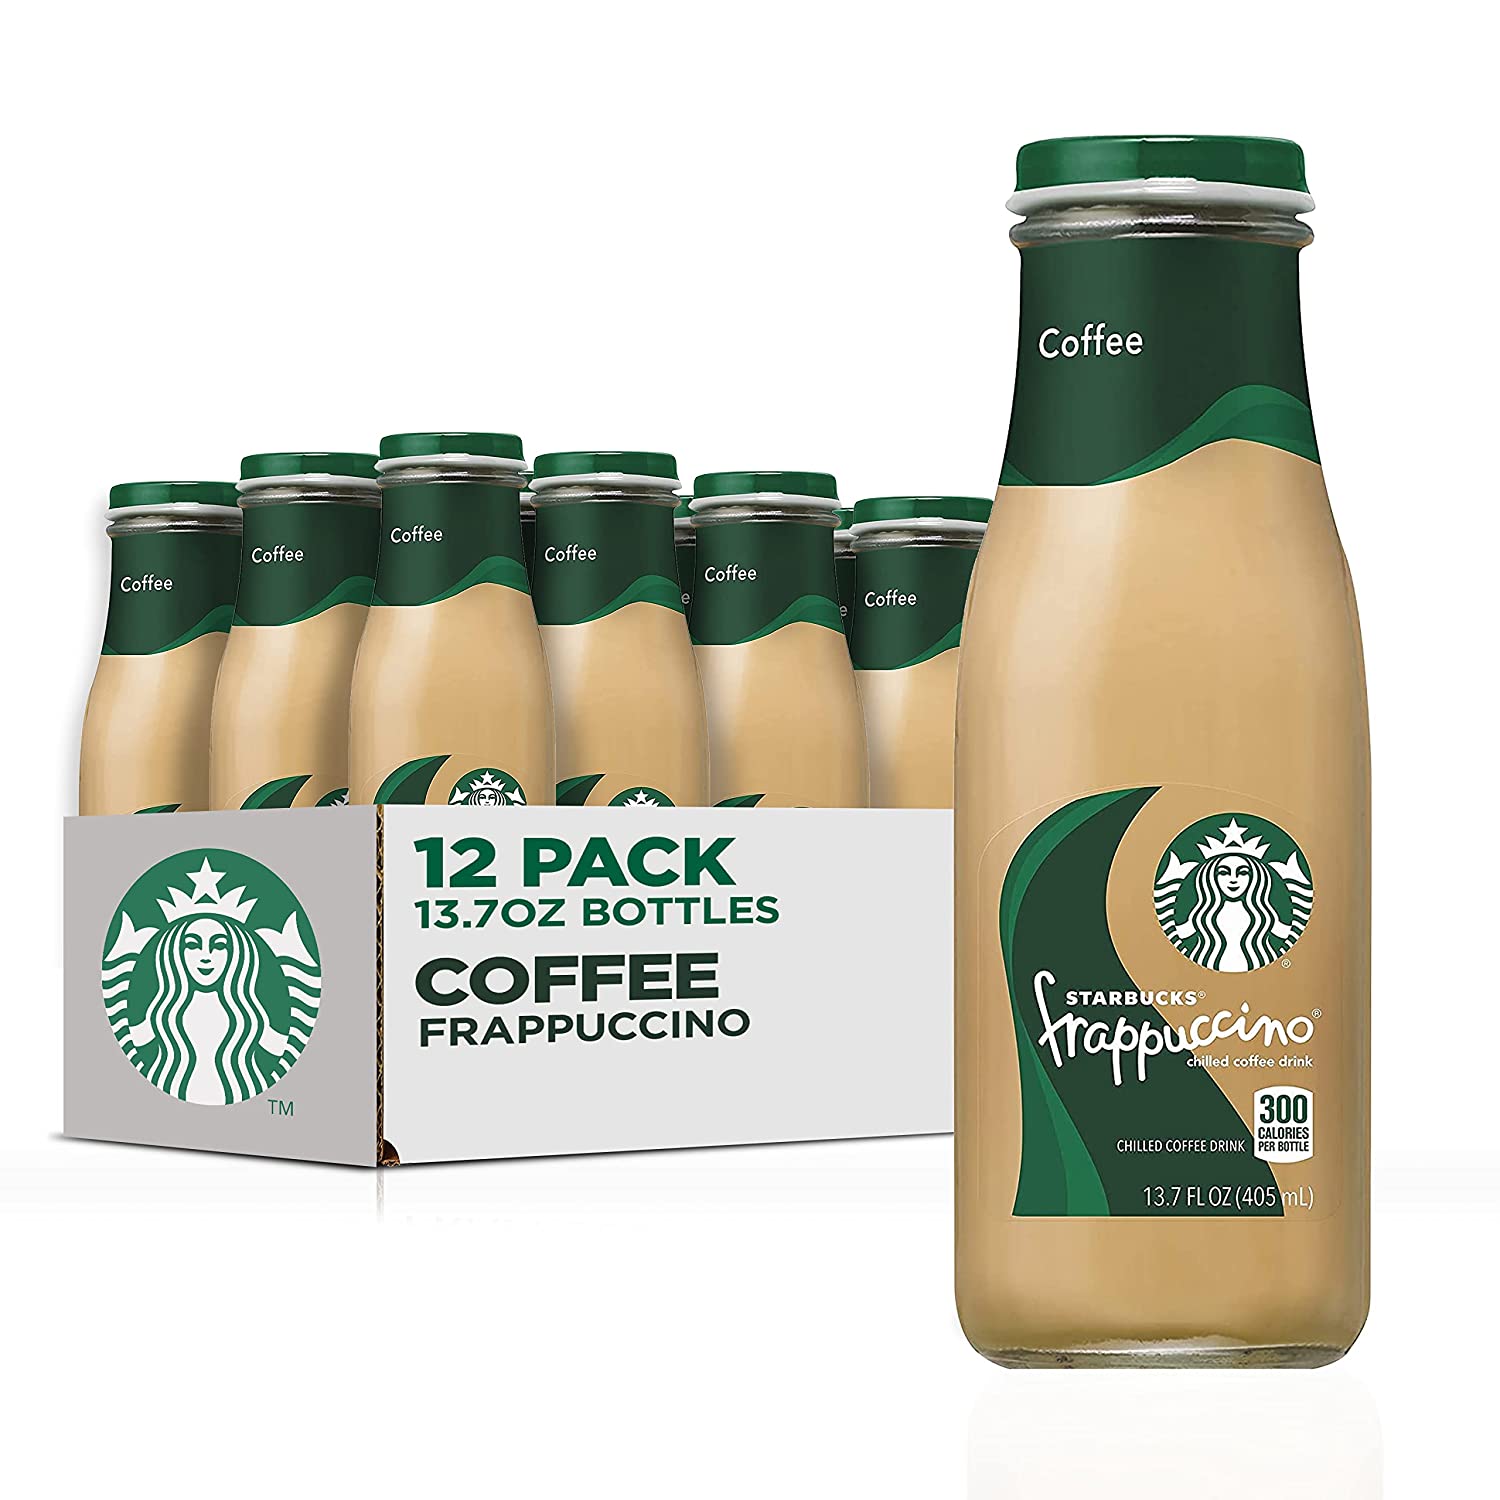 Coffee
Coffee
Coffee
Coffee
Coffee
Coffee
Coffee
e
e
12 PACK
13.7OZ BOTTLES
COFFEE
FRAPPUCCINO
TM
STARBUCKS®
frappuccino®
chilled coffee drink
300
CALORIES
PER BOTTLE
CHILLED COFFEE DRINK
13.7 FL OZ (405 mL)
®